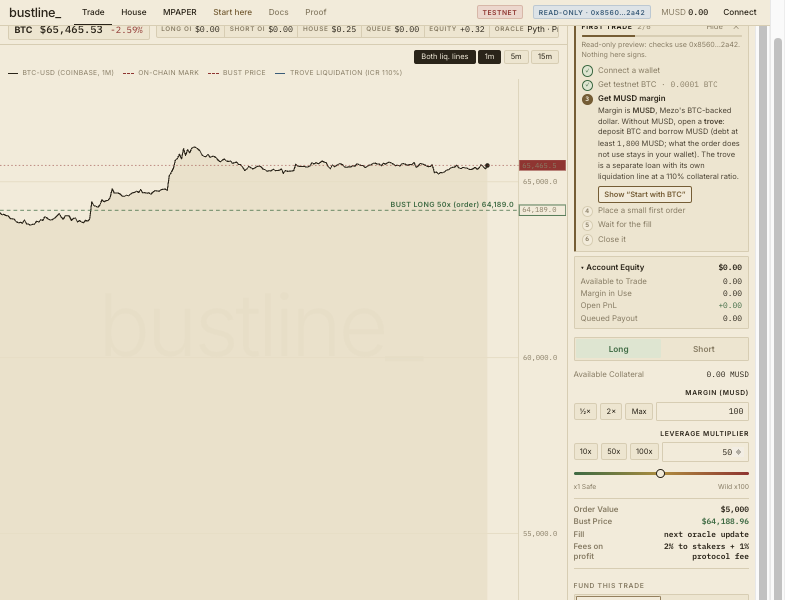 bustline_ Trade House MPAPER Start here Docs Proof TESTNET READ-ONLY · 0x8560...2a42 MUSD 0.00 Connect
BTC $65,465.53 -2.59% LONG OI $0.00 SHORT OI $0.00 HOUSE $0.25 QUEUE $0.00 EQUITY +0.32 ORACLE Pyth ·
Both liq. lines 1m 5m 15m
BTC-USD (COINBASE, 1M) ON-CHAIN MARK BUST PRICE TROVE LIQUIDATION (ICR 110%)
65,465.5
65,000.0
BUST LONG 50x (order) 64,189.0
64,189.0
bustline_
60,000.0
55,000.0
FIRST TRADE 2/6 Hide ×
Read-only preview: checks use 0x8560...2a42.
Nothing here signs.
✓ Connect a wallet
✓ Get testnet BTC · 0.0001 BTC
3 Get MUSD margin
Margin is MUSD, Mezo's BTC-backed
dollar. Without MUSD, open a trove:
deposit BTC and borrow MUSD (debt at
least 1,800 MUSD; what the order does
not use stays in your wallet). The trove
is a separate loan with its own
liquidation line at a 110% collateral ratio.
Show "Start with BTC"
4 Place a small first order
5 Wait for the fill
6 Close it
• Account Equity $0.00
Available to Trade 0.00
Margin in Use 0.00
Open PnL +0.00
Queued Payout 0.00
Long Short
Available Collateral 0.00 MUSD
MARGIN (MUSD)
½× 2× Max 100
LEVERAGE MULTIPLIER
10x 50x 100x 50
x1 Safe Wild x100
Order Value $5,000
Bust Price $64,188.96
Fill next oracle update
Fees on profit 2% to stakers + 1% protocol fee
FUND THIS TRADE